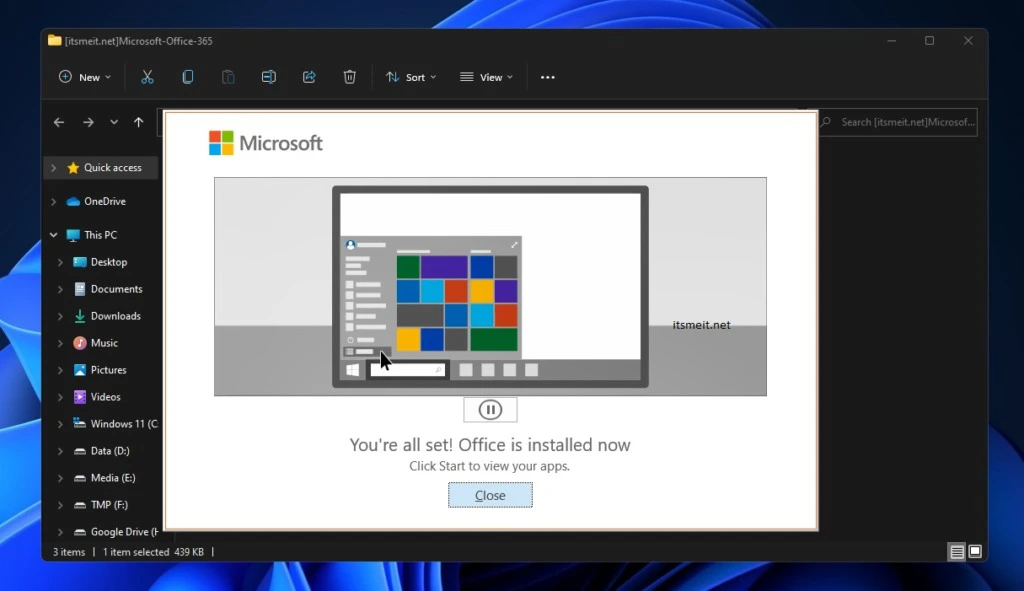 [itsmeit.net]Microsoft-Office-365
New
Sort
View
Search [itsmeit.net]Microsof...
Quick access
OneDrive
This PC
Desktop
Documents
Downloads
Music
Pictures
Videos
Windows 11 (C
Data (D:)
Media (E:)
TMP (F:)
Google Drive (H
Microsoft
itsmeit.net
You're all set! Office is installed now
Click Start to view your apps.
Close
3 items | 1 item selected 439 KB |